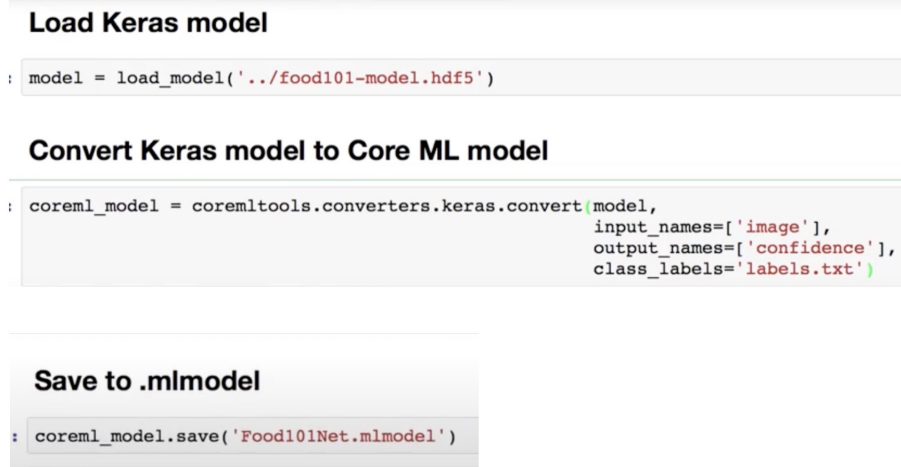 Load Keras model
: model = load_model('../food101-model.hdf5')
Convert Keras model to Core ML model
: coreml_model = coremltools.converters.keras.convert(model,
input_names=['image'],
output_names=['confidence'],
class_labels='labels.txt')
Save to .mlmodel
: coreml_model.save('Food101Net.mlmodel')